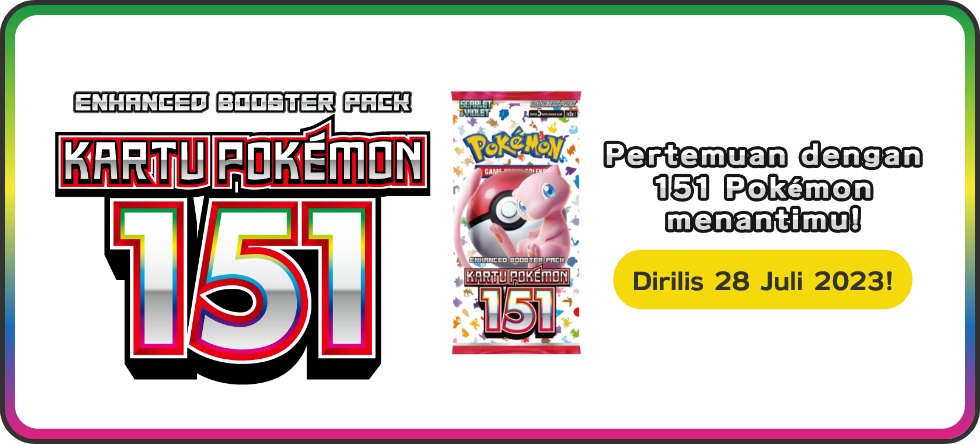 ENHANCED BOOSTER PACK
KARTU POKÉMON
151
SCARLET
& VIOLET
POKéMON
ENHANCED BOOSTER PACK
KARTU POKÉMON
151
Pertemuan dengan
151 Pokémon
menantimu!
Dirilis 28 Juli 2023!